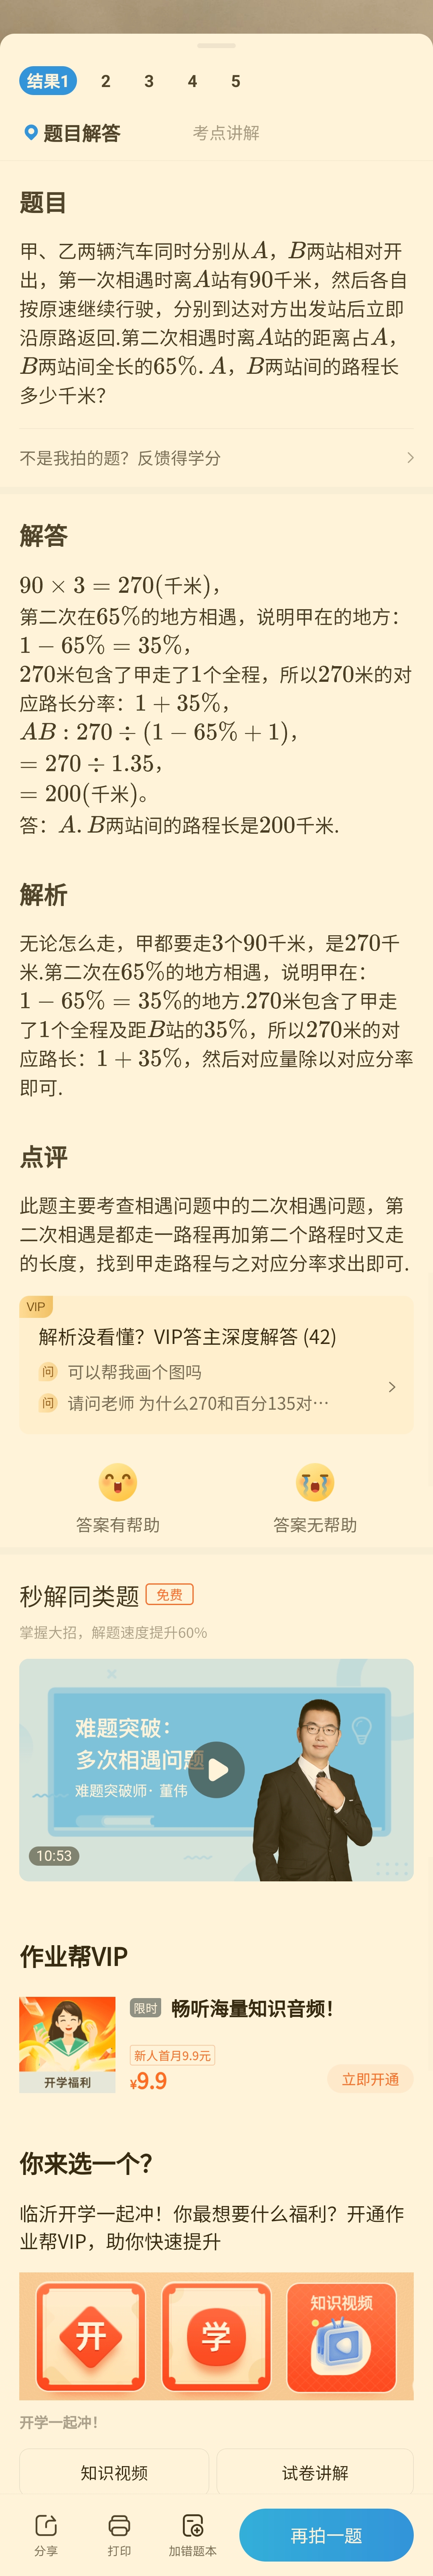 结果1 2 3 4 5
题目解答 考点讲解
题目
甲、乙两辆汽车同时分别从A，B两站相对开
出，第一次相遇时离A站有90千米，然后各自
按原速继续行驶，分别到达对方出发站后立即
沿原路返回.第二次相遇时离A站的距离占A，
B两站间全长的65%. A，B两站间的路程长
多少千米？
不是我拍的题？反馈得学分
解答
90 × 3 = 270(千米)，
第二次在65%的地方相遇，说明甲在的地方：
1 − 65% = 35%，
270米包含了甲走了1个全程，所以270米的对
应路长分率：1 + 35%，
AB : 270 ÷ (1 − 65% + 1)，
= 270 ÷ 1.35，
= 200(千米)。
答：A. B两站间的路程长是200千米.
解析
无论怎么走，甲都要走3个90千米，是270千
米.第二次在65%的地方相遇，说明甲在：
1 − 65% = 35%的地方.270米包含了甲走
了1个全程及距B站的35%，所以270米的对
应路长：1 + 35%，然后对应量除以对应分率
即可.
点评
此题主要考查相遇问题中的二次相遇问题，第
二次相遇是都走一路程再加第二个路程时又走
的长度，找到甲走路程与之对应分率求出即可.
VIP
解析没看懂？VIP答主深度解答 (42)
问 可以帮我画个图吗
问 请问老师 为什么270和百分135对…
答案有帮助 答案无帮助
秒解同类题 免费
掌握大招，解题速度提升60%
难题突破：
多次相遇问题
难题突破师· 董伟
10:53
作业帮VIP
限时 畅听海量知识音频！
新人首月9.9元
开学福利 ¥9.9 立即开通
你来选一个？
临沂开学一起冲！你最想要什么福利？开通作
业帮VIP，助你快速提升
开 学 知识视频
开学一起冲！
知识视频 试卷讲解
分享 打印 加错题本 再拍一题